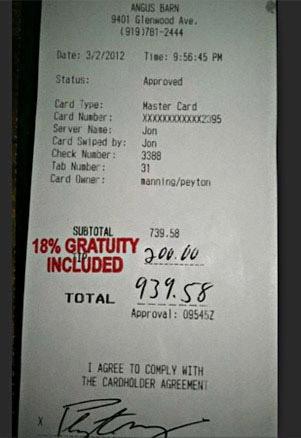 ANGUS BARN
9401 Glenwood Ave.
(919)781-2444
Date: 3/2/2012 Time: 9:56:45 PM
Status: Approved
Card Type: Master Card
Card Number: XXXXXXXXXXXX2395
Server Name: Jon
Card Swiped by: Jon
Check Number: 3388
Tab Number: 31
Card Owner: manning/peyton
SUBTOTAL 739.58
18% GRATUITY
INCLUDED
200.00
TOTAL 939.58
Approval: 09545Z
I AGREE TO COMPLY WITH
THE CARDHOLDER AGREEMENT
X